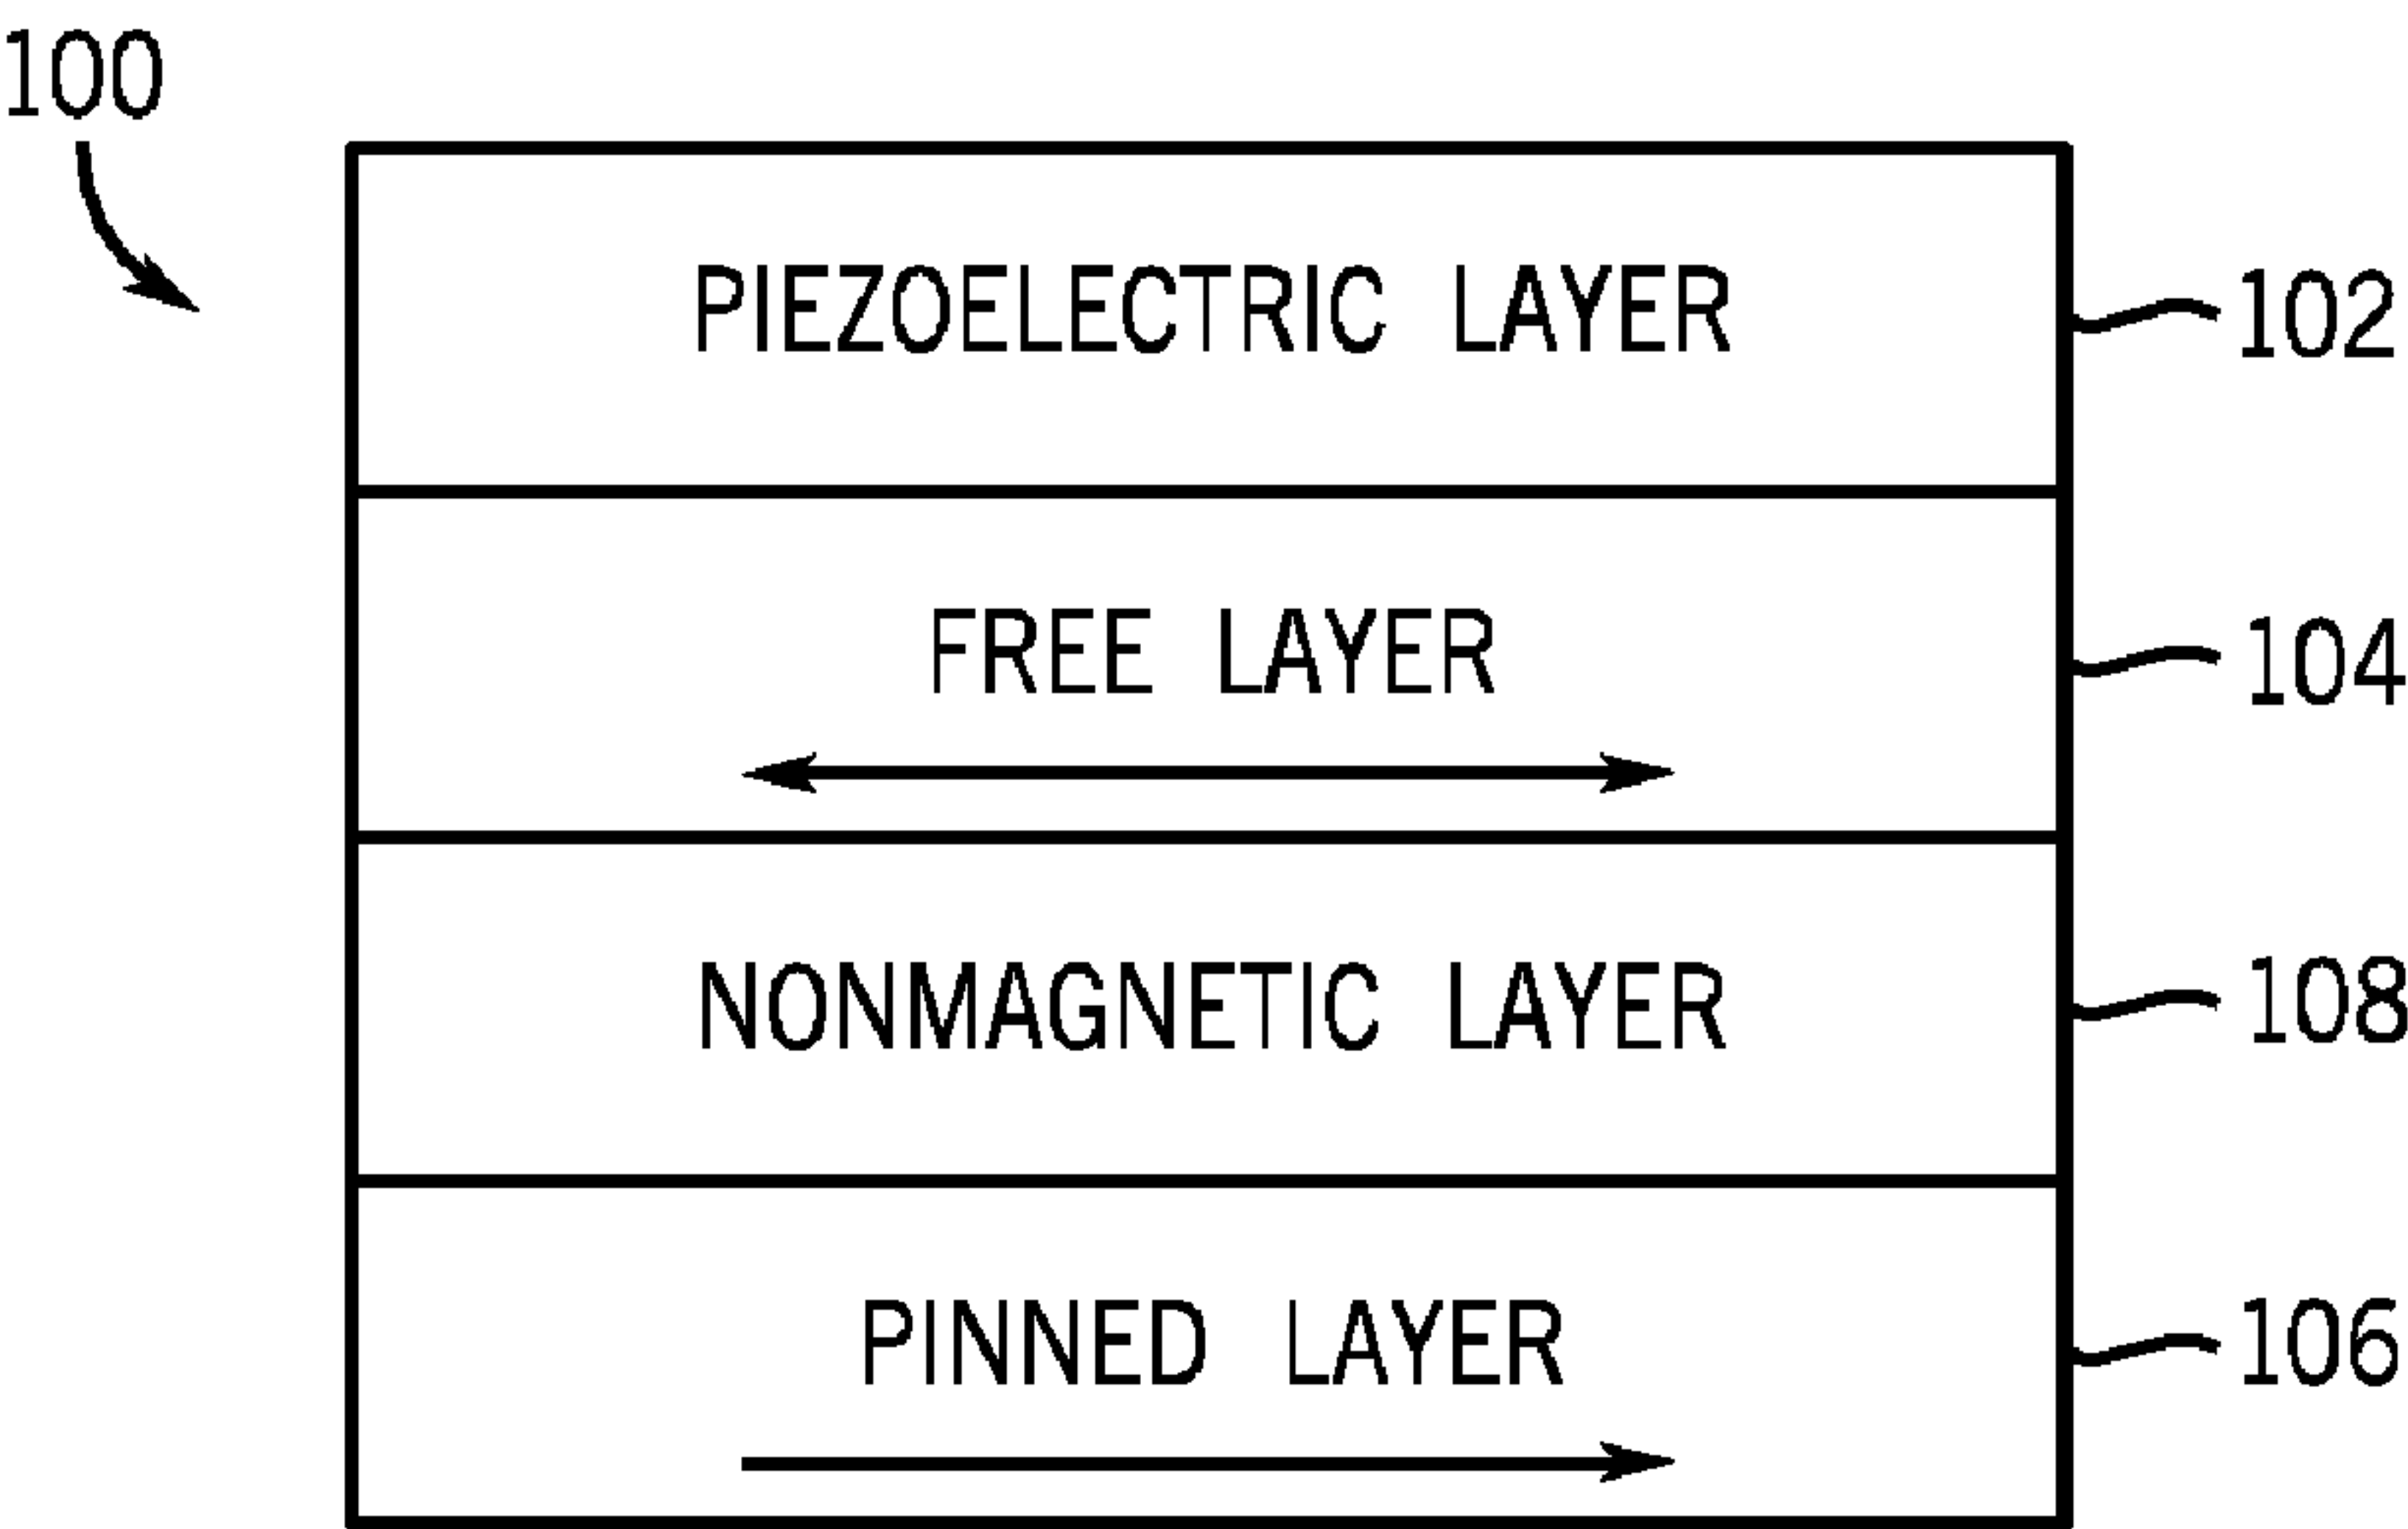 100
PIEZOELECTRIC LAYER
102
FREE LAYER
104
NONMAGNETIC LAYER
108
PINNED LAYER
106